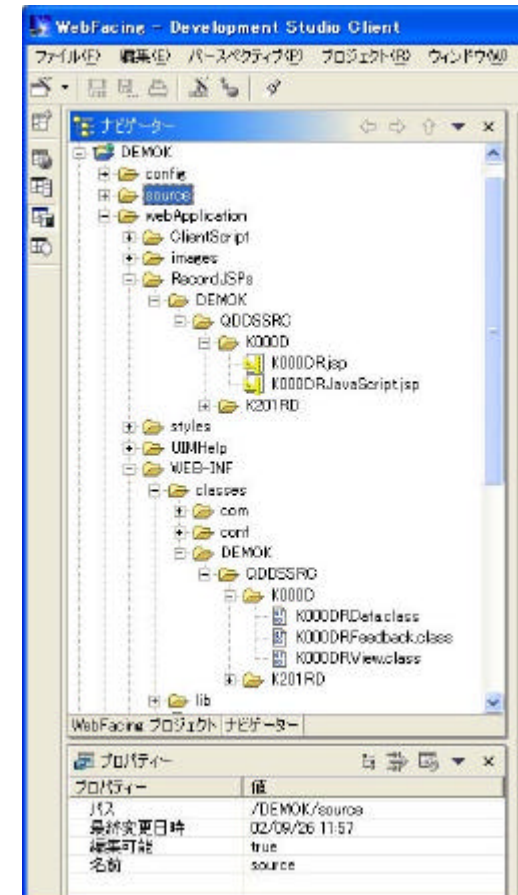 WebFacing - Development Studio Client
ファイル(F) 編集(E) パースペクティブ(P) プロジェクト(R) ウィンドウ(W)
ナビゲーター
DEMOK
config
source
webApplication
ClientScript
images
RecordJSPs
DEMOK
QDDSSRC
K000D
K000DR.jsp
K000DRJavaScript.jsp
K201RD
styles
UIMHelp
WEB-INF
classes
com
conf
DEMOK
QDDSSRC
K000D
K000DRData.class
K000DRFeedback.class
K000DRView.class
K201RD
lib
WebFacing プロジェクト ナビゲーター
プロパティー
プロパティー 値
パス /DEMOK/source
最終変更日時 02/09/26 11:57
編集可能 true
名前 source